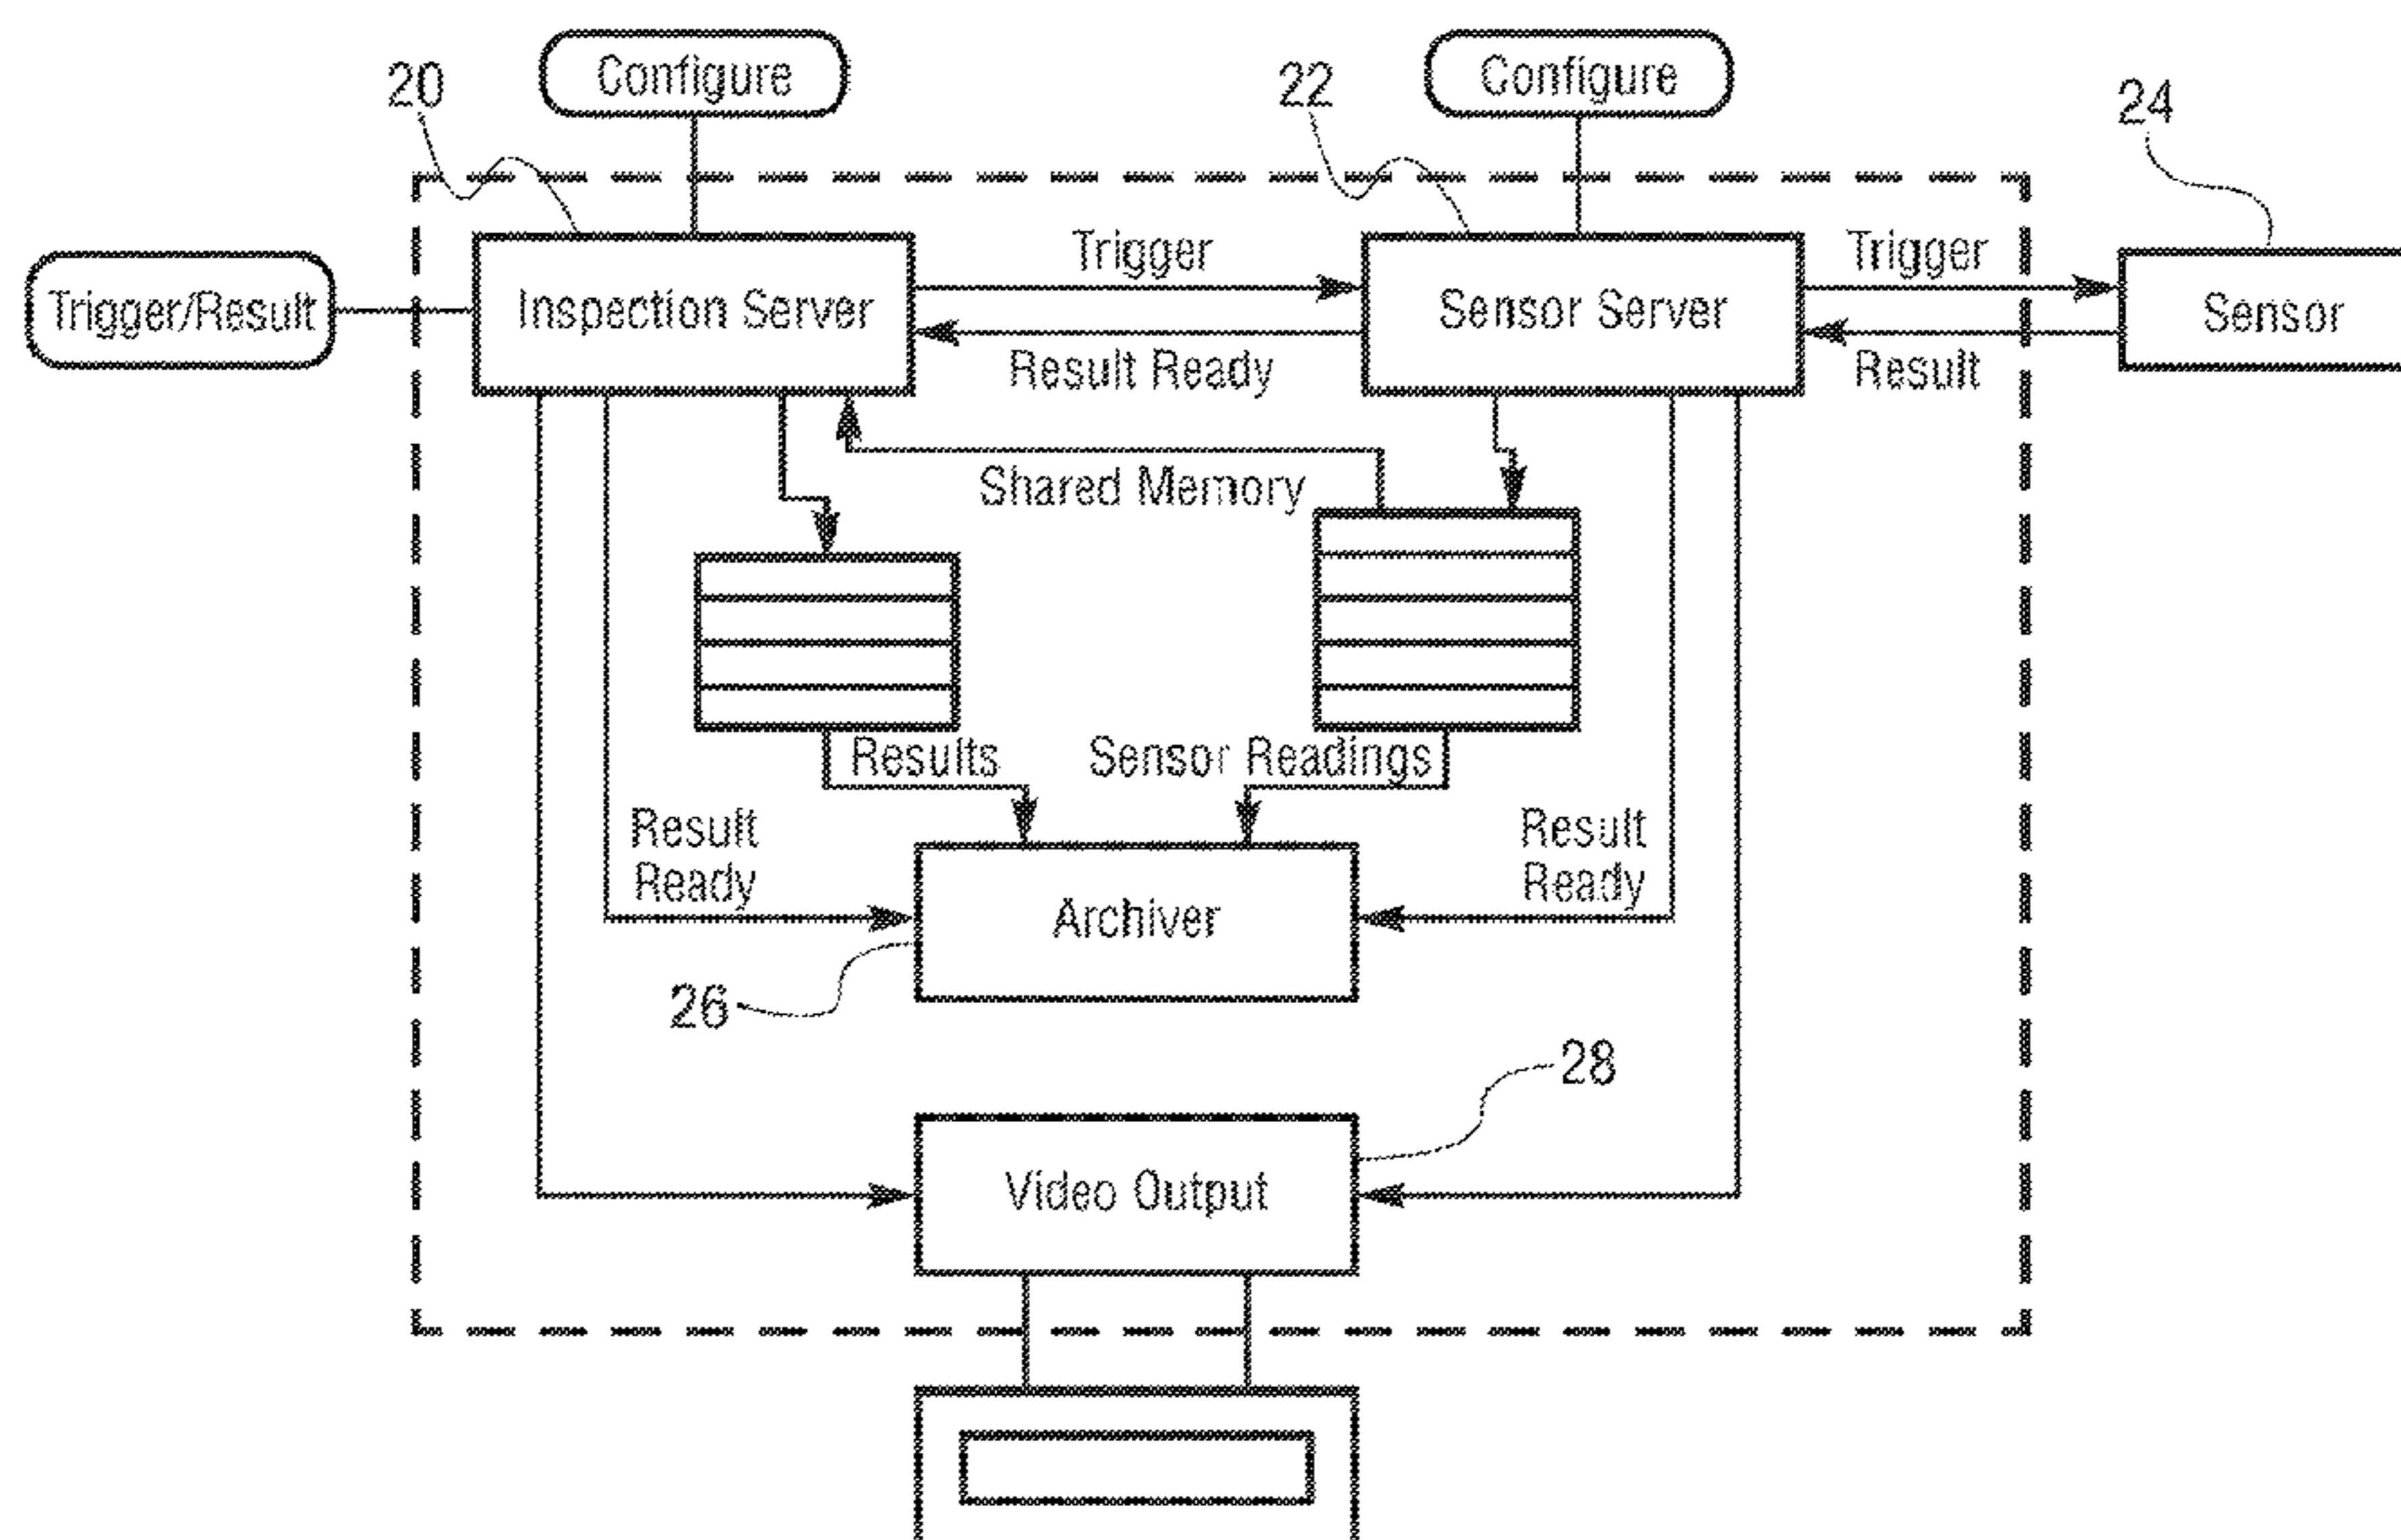 Configure
Configure
20
22
24
Trigger
Trigger
Trigger/Result
Inspection Server
Sensor Server
Sensor
Result Ready
Result
Shared Memory
Results
Sensor Readings
Result
Ready
Result
Ready
Archiver
26
28
Video Output